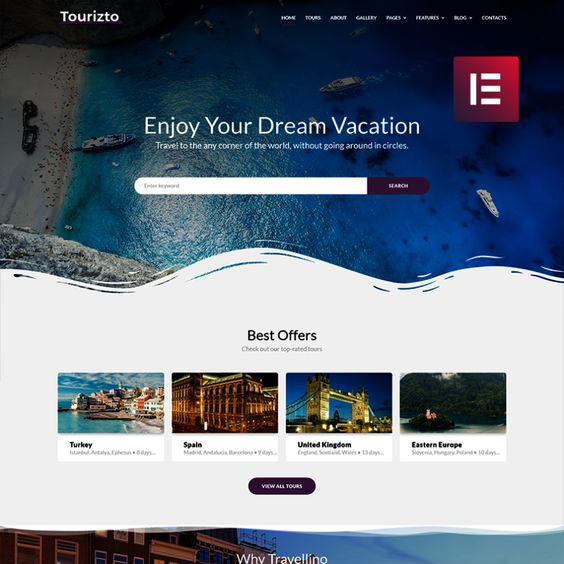 Tourizto
HOME TOURS ABOUT GALLERY PAGES FEATURES BLOG CONTACTS
Enjoy Your Dream Vacation
Travel to the any corner of the world, without going around in circles.
Enter keyword SEARCH
Best Offers
Check out our top-rated tours
Turkey
Istanbul, Antalya, Ephesus • 8 days...
Spain
Madrid, Andalucia, Barcelona • 9 days...
United Kingdom
England, Scotland, Wales • 13 days...
Eastern Europe
Slovenia, Hungary, Poland • 10 days...
VIEW ALL TOURS
Why Travelling